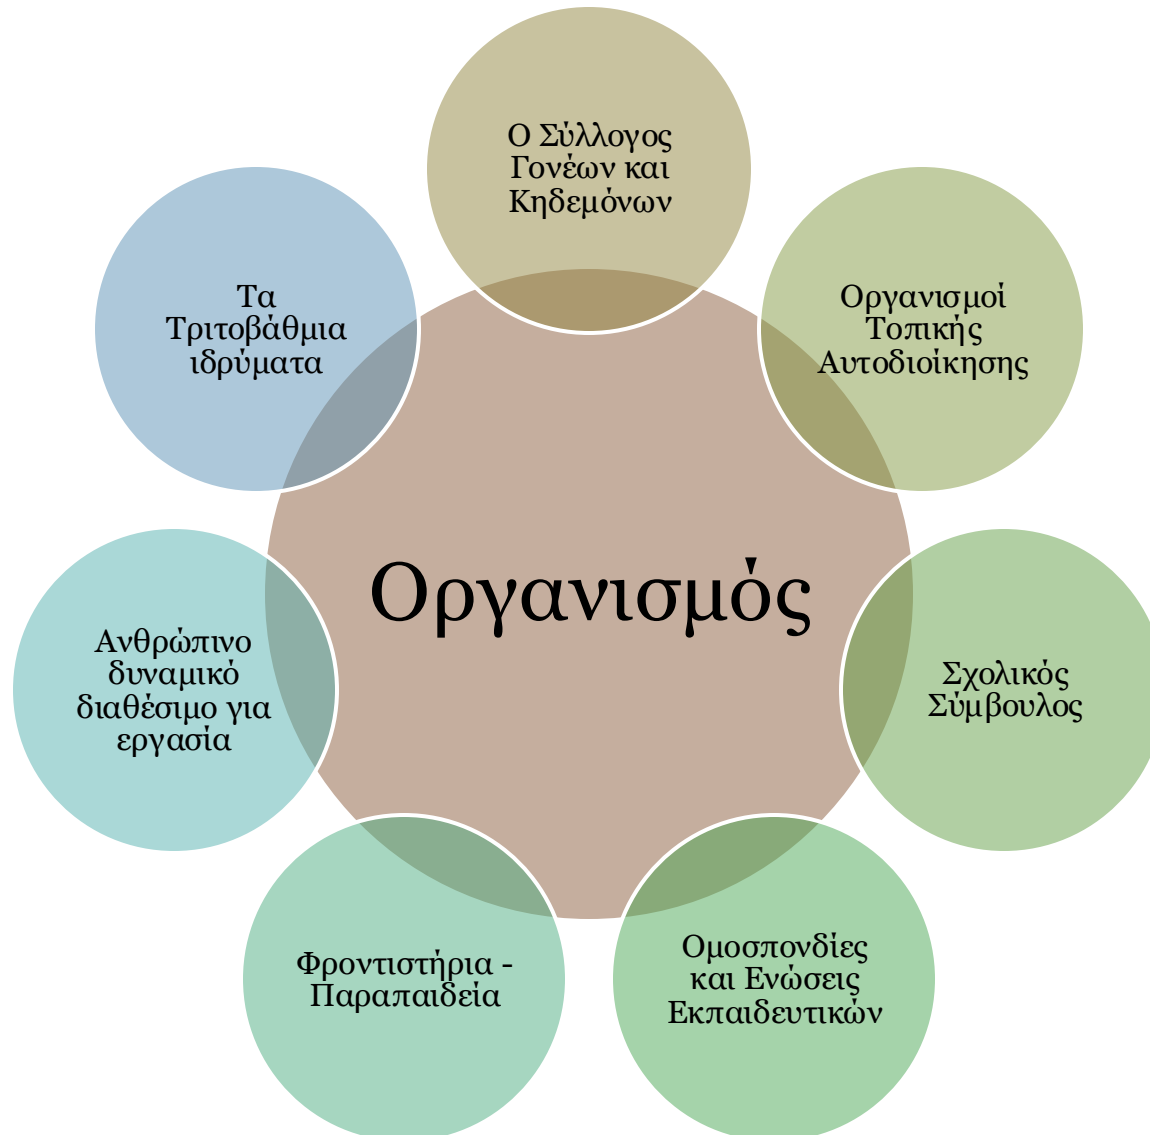 Ο Σύλλογος
Γονέων και
Κηδεμόνων
Οργανισμοί
Τοπικής
Αυτοδιοίκησης
Σχολικός
Σύμβουλος
Ομοσπονδίες
και Ενώσεις
Εκπαιδευτικών
Φροντιστήρια -
Παραπαιδεία
Ανθρώπινο
δυναμικό
διαθέσιμο για
εργασία
Τα
Τριτοβάθμια
ιδρύματα
Οργανισμός